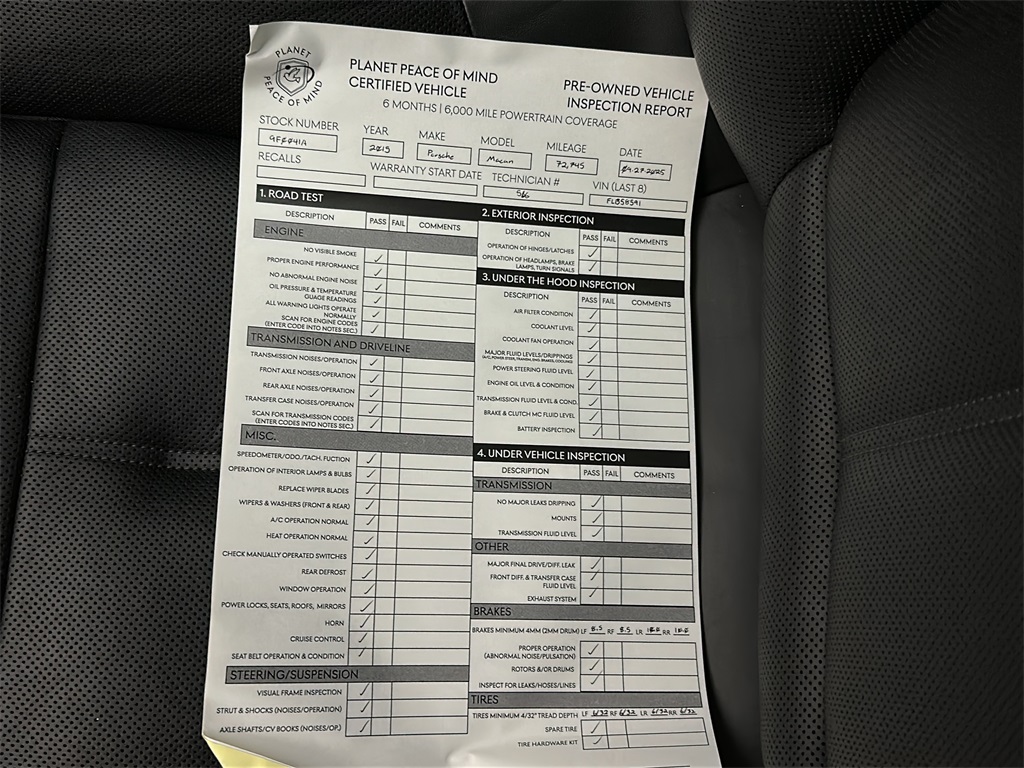 PLANET
PEACE OF MIND
PLANET PEACE OF MIND
CERTIFIED VEHICLE
6 MONTHS | 6,000 MILE POWERTRAIN COVERAGE
PRE-OWNED VEHICLE
INSPECTION REPORT
STOCK NUMBER YEAR MAKE MODEL MILEAGE DATE
2015 Porsche Macan 72,745 09.27.2025
RECALLS WARRANTY START DATE TECHNICIAN # VIN (LAST 8)
566 FLB58591
1. ROAD TEST
DESCRIPTION PASS FAIL COMMENTS
ENGINE
NO VISIBLE SMOKE
PROPER ENGINE PERFORMANCE
NO ABNORMAL ENGINE NOISE
OIL PRESSURE & TEMPERATURE
GUAGE READINGS
ALL WARNING LIGHTS OPERATE
NORMALLY
SCAN FOR ENGINE CODES
(ENTER CODE INTO NOTES SEC.)
TRANSMISSION AND DRIVELINE
TRANSMISSION NOISES/OPERATION
FRONT AXLE NOISES/OPERATION
REAR AXLE NOISES/OPERATION
TRANSFER CASE NOISES/OPERATION
SCAN FOR TRANSMISSION CODES
(ENTER CODES INTO NOTES SEC.)
MISC.
SPEEDOMETER/ODO./TACH. FUCTION
OPERATION OF INTERIOR LAMPS & BULBS
REPLACE WIPER BLADES
WIPERS & WASHERS (FRONT & REAR)
A/C OPERATION NORMAL
HEAT OPERATION NORMAL
CHECK MANUALLY OPERATED SWITCHES
REAR DEFROST
WINDOW OPERATION
POWER LOCKS, SEATS, ROOFS, MIRRORS
HORN
CRUISE CONTROL
SEAT BELT OPERATION & CONDITION
STEERING/SUSPENSION
VISUAL FRAME INSPECTION
STRUT & SHOCKS (NOISES/OPERATION)
AXLE SHAFTS/CV BOOKS (NOISES/OP.)
2. EXTERIOR INSPECTION
DESCRIPTION PASS FAIL COMMENTS
OPERATION OF HINGES/LATCHES
OPERATION OF HEADLAMPS, BRAKE
LAMPS, TURN SIGNALS
3. UNDER THE HOOD INSPECTION
DESCRIPTION PASS FAIL COMMENTS
AIR FILTER CONDITION
COOLANT LEVEL
COOLANT FAN OPERATION
MAJOR FLUID LEVELS/DRIPPINGS
POWER STEERING FLUID LEVEL
ENGINE OIL LEVEL & CONDITION
TRANSMISSION FLUID LEVEL & COND.
BRAKE & CLUTCH MC FLUID LEVEL
BATTERY INSPECTION
4. UNDER VEHICLE INSPECTION
DESCRIPTION PASS FAIL COMMENTS
TRANSMISSION
NO MAJOR LEAKS DRIPPING
MOUNTS
TRANSMISSION FLUID LEVEL
OTHER
MAJOR FINAL DRIVE/DIFF. LEAK
FRONT DIFF. & TRANSFER CASE
FLUID LEVEL
EXHAUST SYSTEM
BRAKES
BRAKES MINIMUM 4MM (2MM DRUM) LF 8.5 RF 8.5 LR RR
PROPER OPERATION
(ABNORMAL NOISE/PULSATION)
ROTORS &/OR DRUMS
INSPECT FOR LEAKS/HOSES/LINES
TIRES
TIRES MINIMUM 4/32" TREAD DEPTH LF 6/32 RF 6/32 LR 6/32 RR 6/32
SPARE TIRE
TIRE HARDWARE KIT